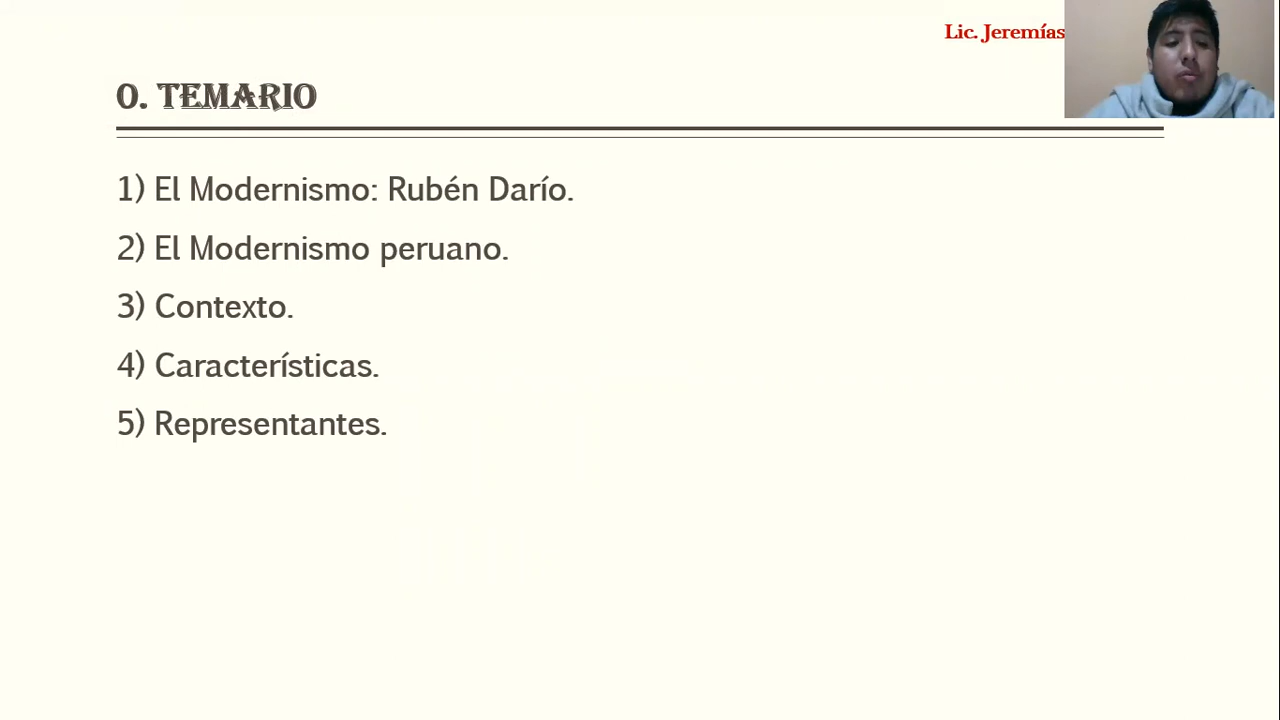 Lic. Jeremías
0. TEMARIO
1) El Modernismo: Rubén Darío.
2) El Modernismo peruano.
3) Contexto.
4) Características.
5) Representantes.